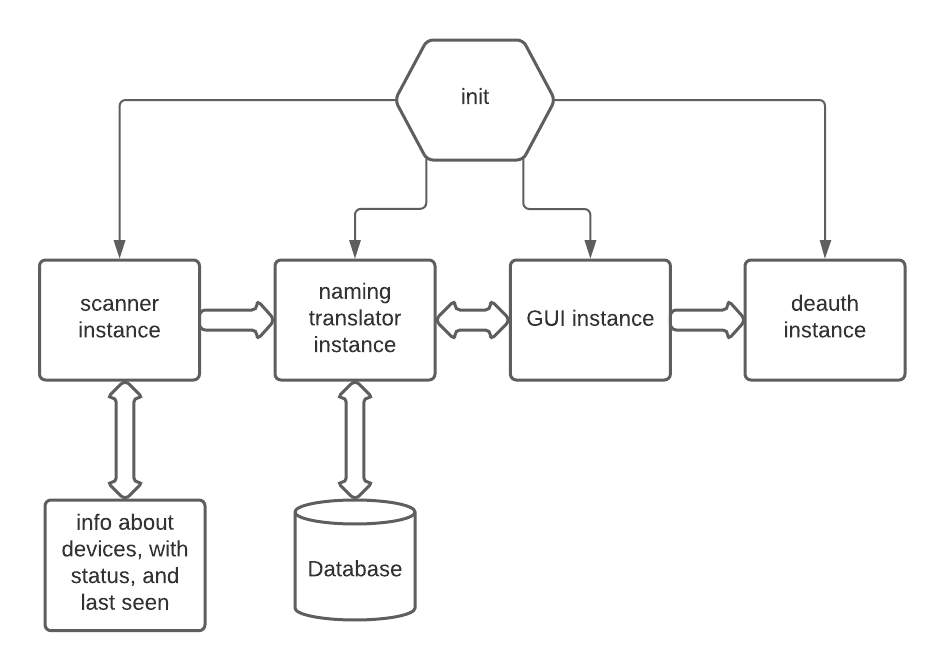 init
scanner
instance
naming
translator
instance
GUI instance
deauth
instance
info about
devices, with
status, and
last seen
Database